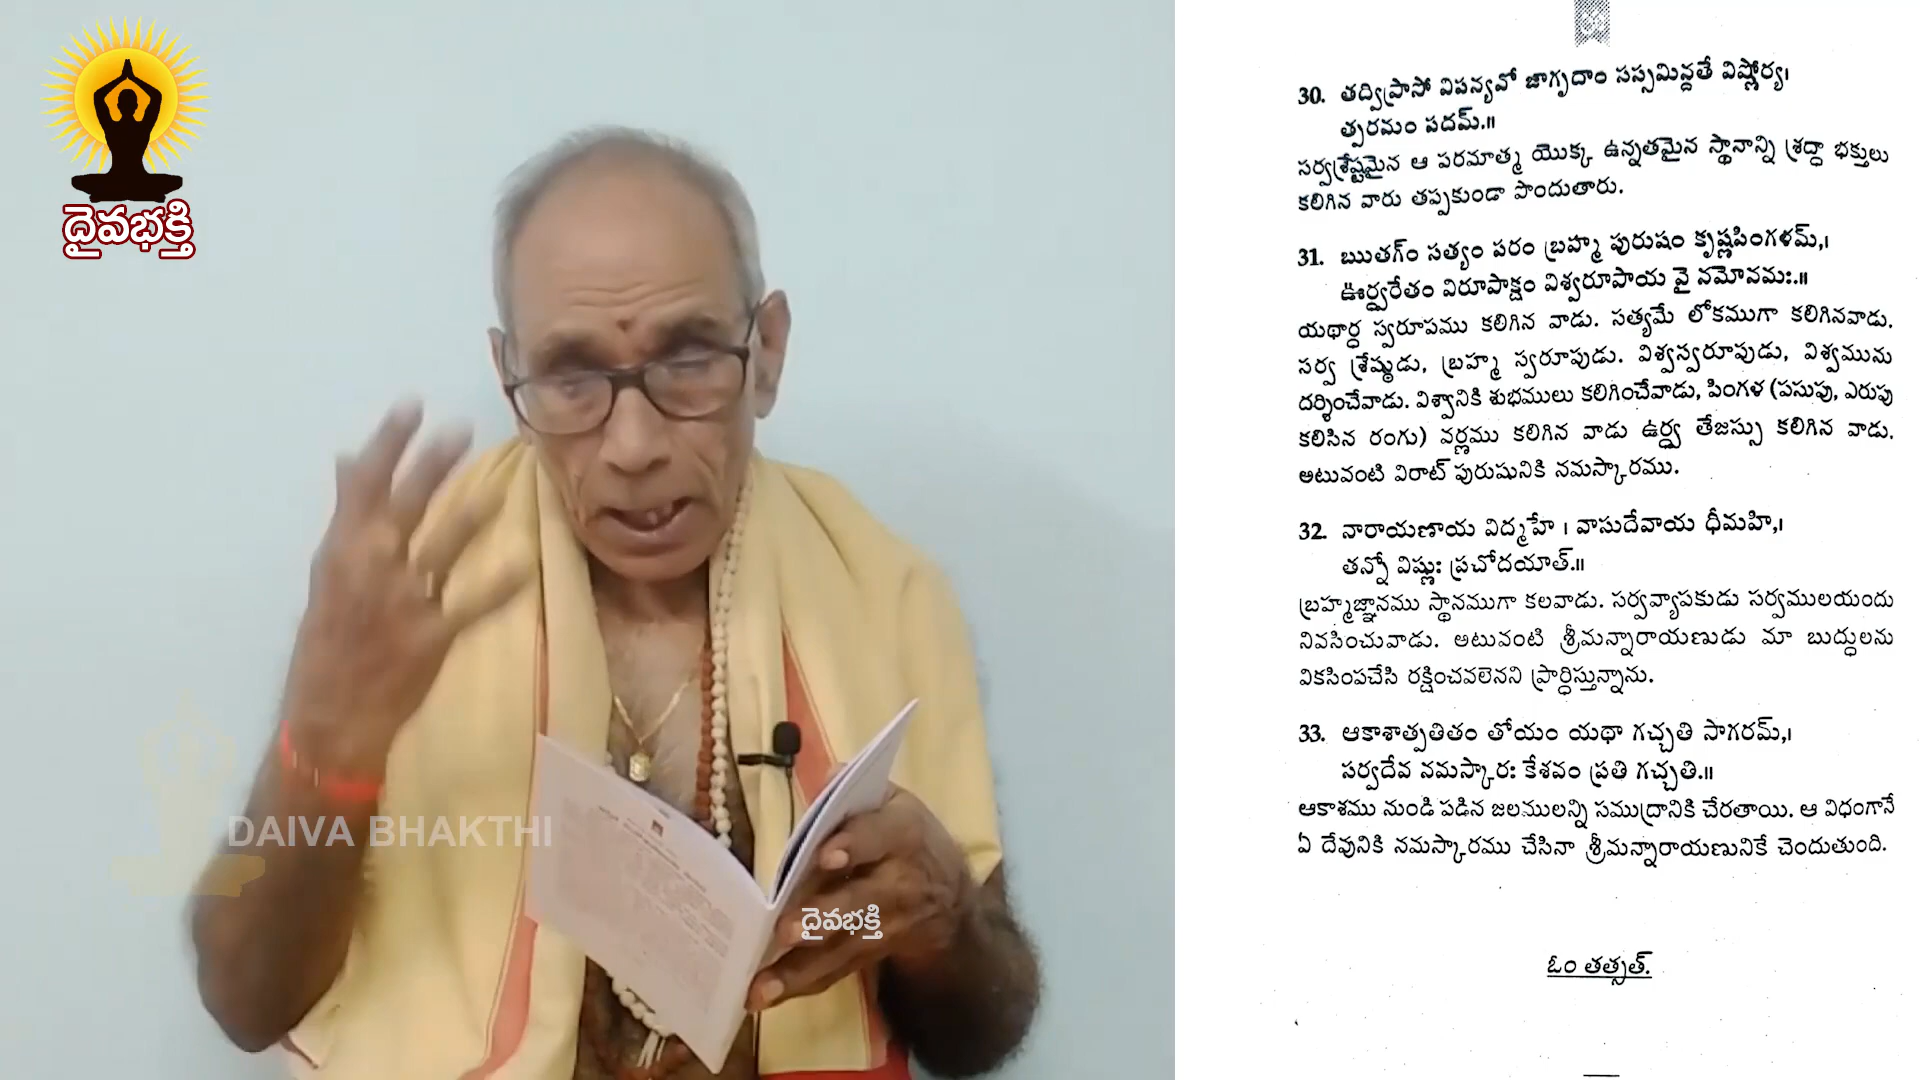 దైవభక్తి
DAIVA BHAKTHI
దైవభక్తి
30. తద్విప్రాసో విపన్యవో జాగృదాం సస్సమిన్దతే విష్ణోర్య।
త్పరమం పదమ్.॥
సర్వశ్రేష్టమైన ఆ పరమాత్మ యొక్క ఉన్నతమైన స్థానాన్ని శ్రద్ధా భక్తులు
కలిగిన వారు తప్పకుండా పొందుతారు.
31. ఋతగ్ం సత్యం పరం బ్రహ్మ పురుషం కృష్ణపింగళమ్,।
ఊర్ధ్వరేతం విరూపాక్షం విశ్వరూపాయ వై నమోనమః.॥
యథార్థ స్వరూపము కలిగిన వాడు. సత్యమే లోకముగా కలిగినవాడు.
సర్వ శ్రేష్ఠుడు, బ్రహ్మ స్వరూపుడు. విశ్వస్వరూపుడు, విశ్వమును
దర్శించేవాడు. విశ్వానికి శుభములు కలిగించేవాడు, పింగళ (పసుపు, ఎరుపు
కలిసిన రంగు) వర్ణము కలిగిన వాడు ఉర్ధ్వ తేజస్సు కలిగిన వాడు.
అటువంటి విరాట్ పురుషునికి నమస్కారము.
32. నారాయణాయ విద్మహే । వాసుదేవాయ ధీమహి,।
తన్నో విష్ణుః ప్రచోదయాత్.॥
బ్రహ్మజ్ఞానము స్థానముగా కలవాడు. సర్వవ్యాపకుడు సర్వములయందు
నివసించువాడు. అటువంటి శ్రీమన్నారాయణుడు మా బుద్ధులను
వికసింపచేసి రక్షించవలెనని ప్రార్థిస్తున్నాను.
33. ఆకాశాత్పతితం తోయం యథా గచ్ఛతి సాగరమ్,।
సర్వదేవ నమస్కారః కేశవం ప్రతి గచ్ఛతి.॥
ఆకాశము నుండి పడిన జలములన్ని సముద్రానికి చేరతాయి. ఆ విధంగానే
ఏ దేవునికి నమస్కారము చేసినా శ్రీమన్నారాయణునికే చెందుతుంది.
ఓం తత్సత్.